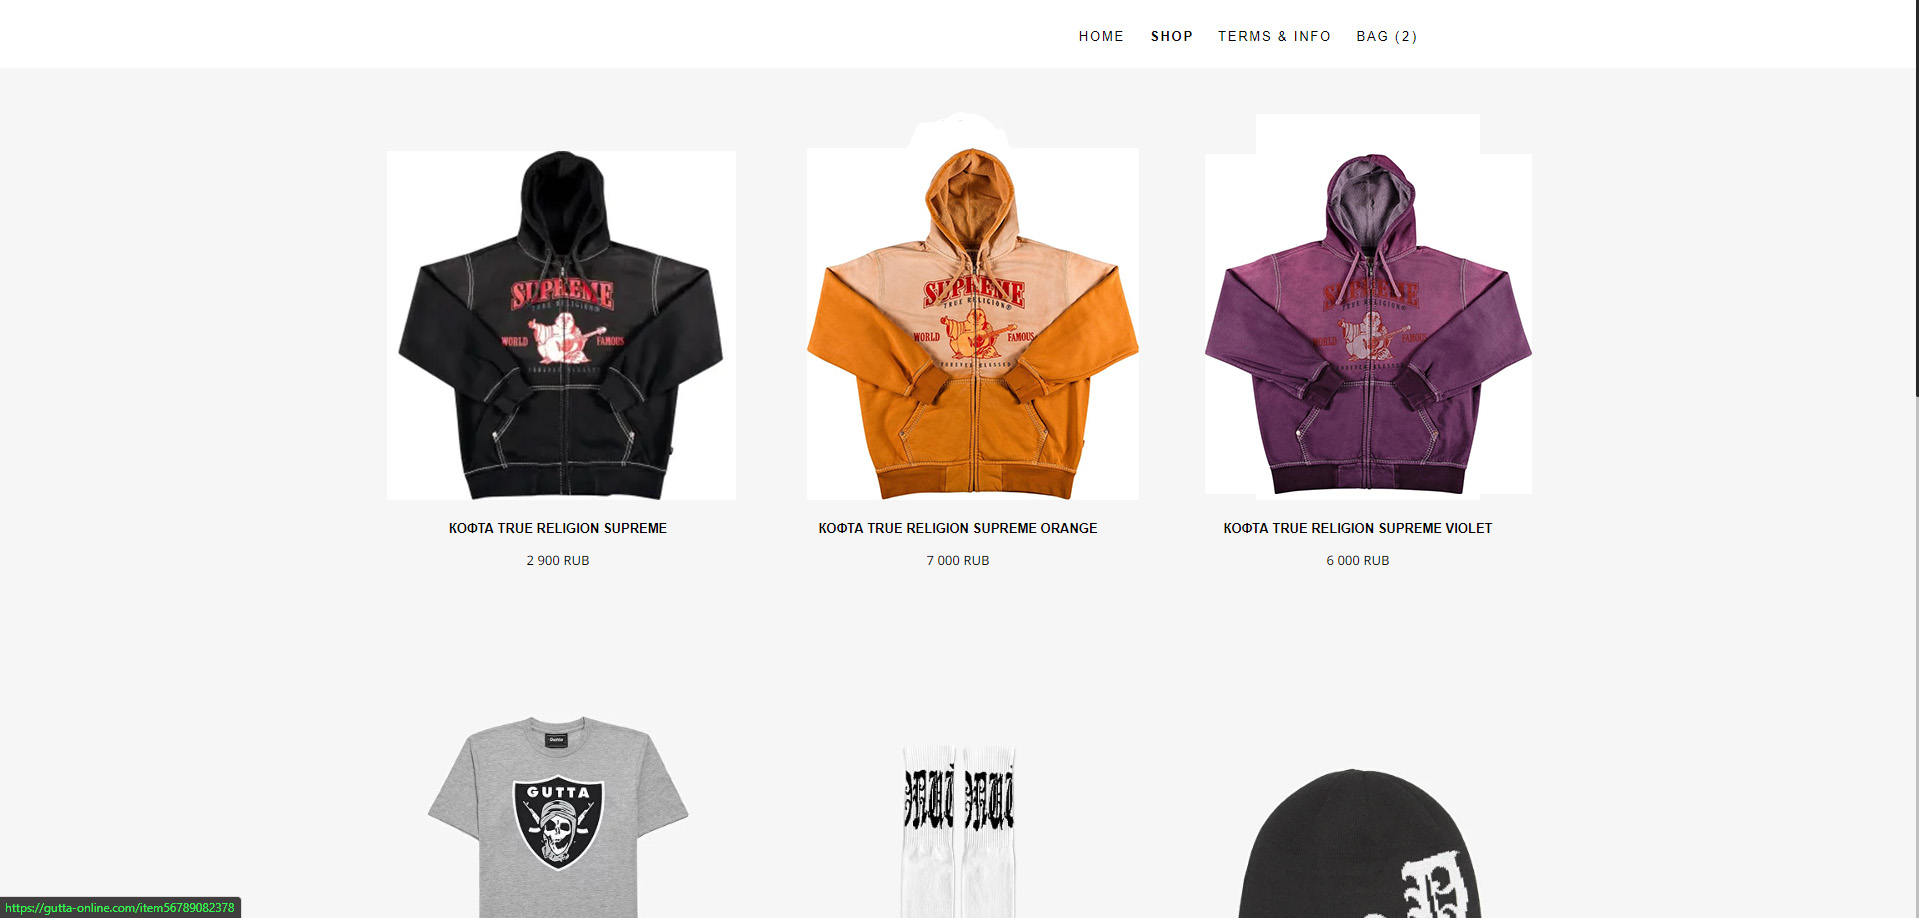 HOME SHOP TERMS & INFO BAG (2)
SUPREME
TRUE RELIGION®
WORLD FAMOUS
SUPREME
TRUE RELIGION®
WORLD FAMOUS
FOREVER BLESSED
SUPREME
TRUE RELIGION®
WORLD FAMOUS
FOREVER BLESSED
КОФТА TRUE RELIGION SUPREME
2 900 RUB
КОФТА TRUE RELIGION SUPREME ORANGE
7 000 RUB
КОФТА TRUE RELIGION SUPREME VIOLET
6 000 RUB
Gutta
GUTTA
https://gutta-online.com/item56789082378